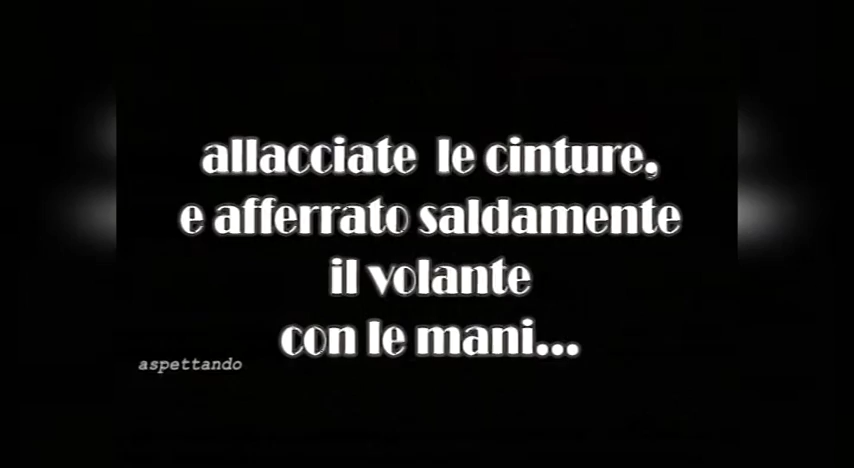 allacciate le cinture,
e afferrato saldamente
il volante
con le mani...
aspettando